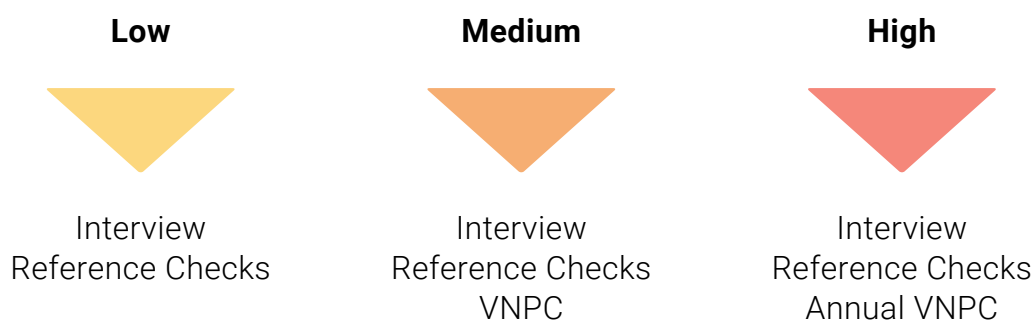 Low
Interview
Reference Checks
Medium
Interview
Reference Checks
VNPC
High
Interview
Reference Checks
Annual VNPC